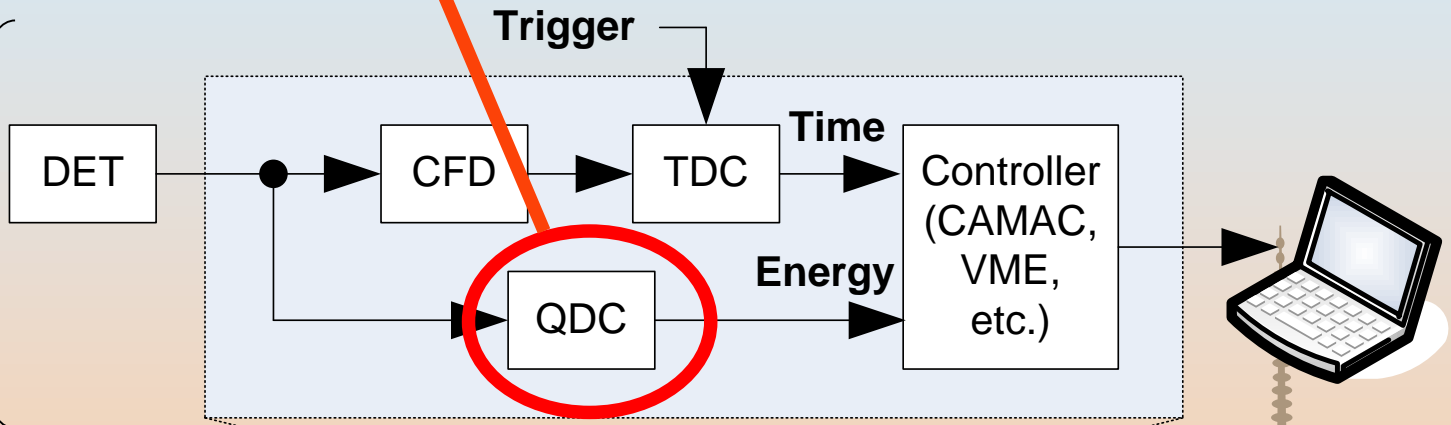 Trigger
DET
CFD
TDC
Time
Controller
(CAMAC,
VME,
etc.)
QDC
Energy